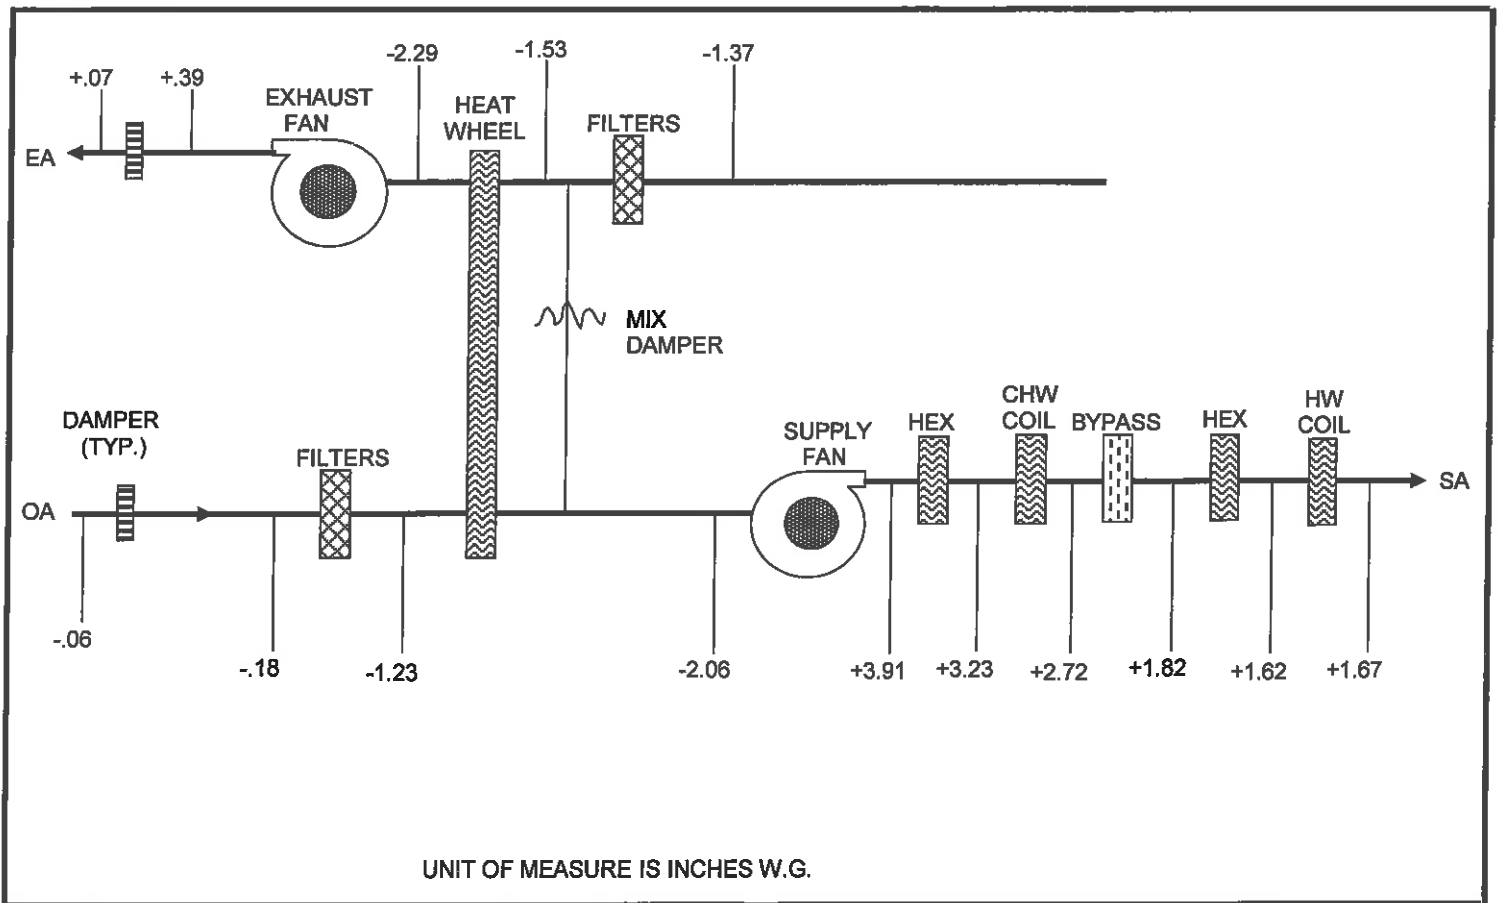 -2.29
-1.53
-1.37
+.07
+.39
EXHAUST
FAN
HEAT
WHEEL
FILTERS
EA
MIX
DAMPER
DAMPER
(TYP.)
FILTERS
OA
SUPPLY
FAN
HEX
CHW
COIL
BYPASS
HEX
HW
COIL
SA
-.06
-.18
-1.23
-2.06
+3.91
+3.23
+2.72
+1.82
+1.62
+1.67
UNIT OF MEASURE IS INCHES W.G.